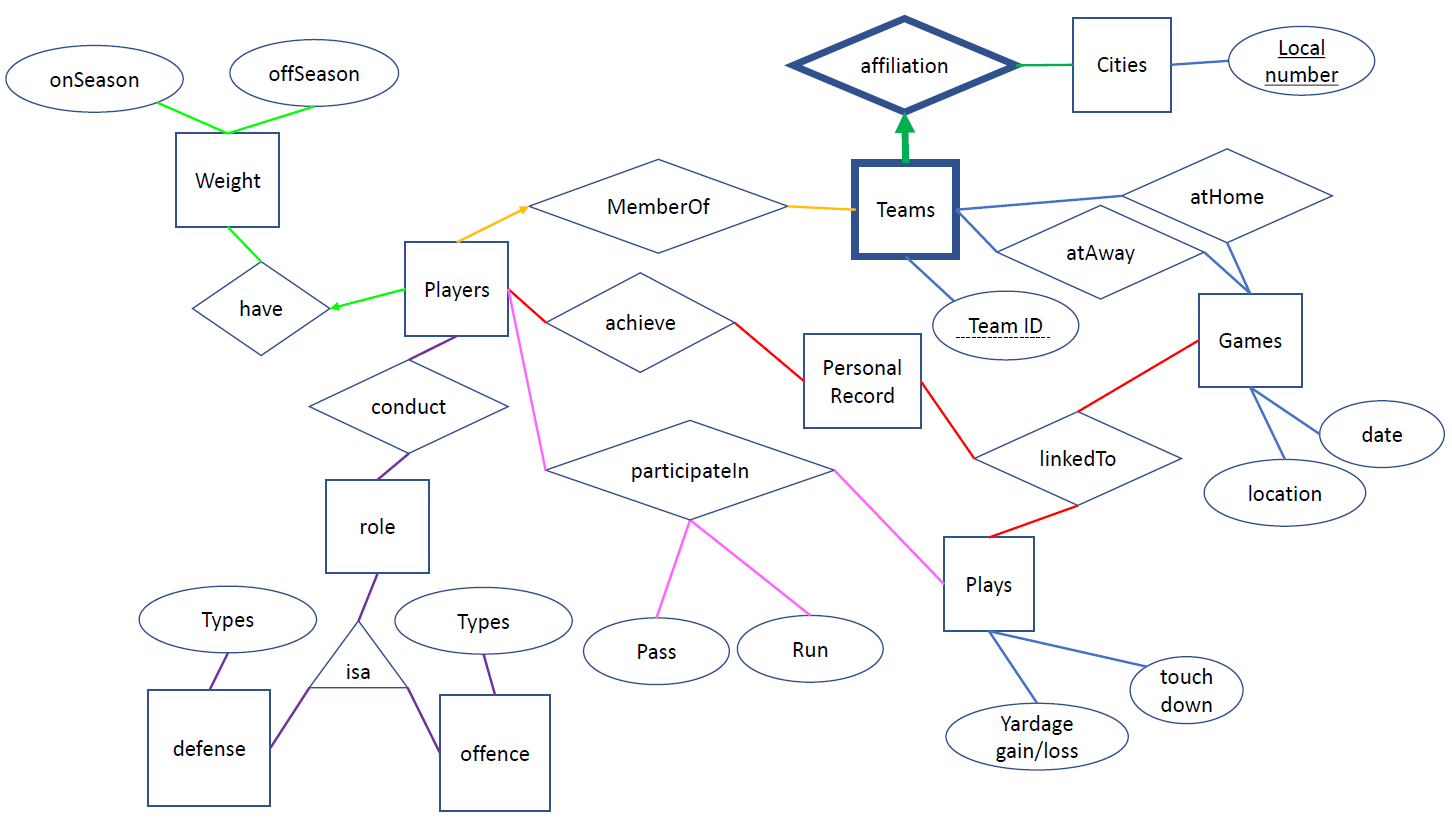 affiliation
Cities
Local
number
onSeason
offSeason
Weight
MemberOf
Teams
atHome
atAway
Players
have
achieve
Team ID
Games
Personal
Record
conduct
date
linkedTo
participateIn
location
role
Plays
Types
Types
Pass
Run
isa
touch
down
defense
offence
Yardage
gain/loss